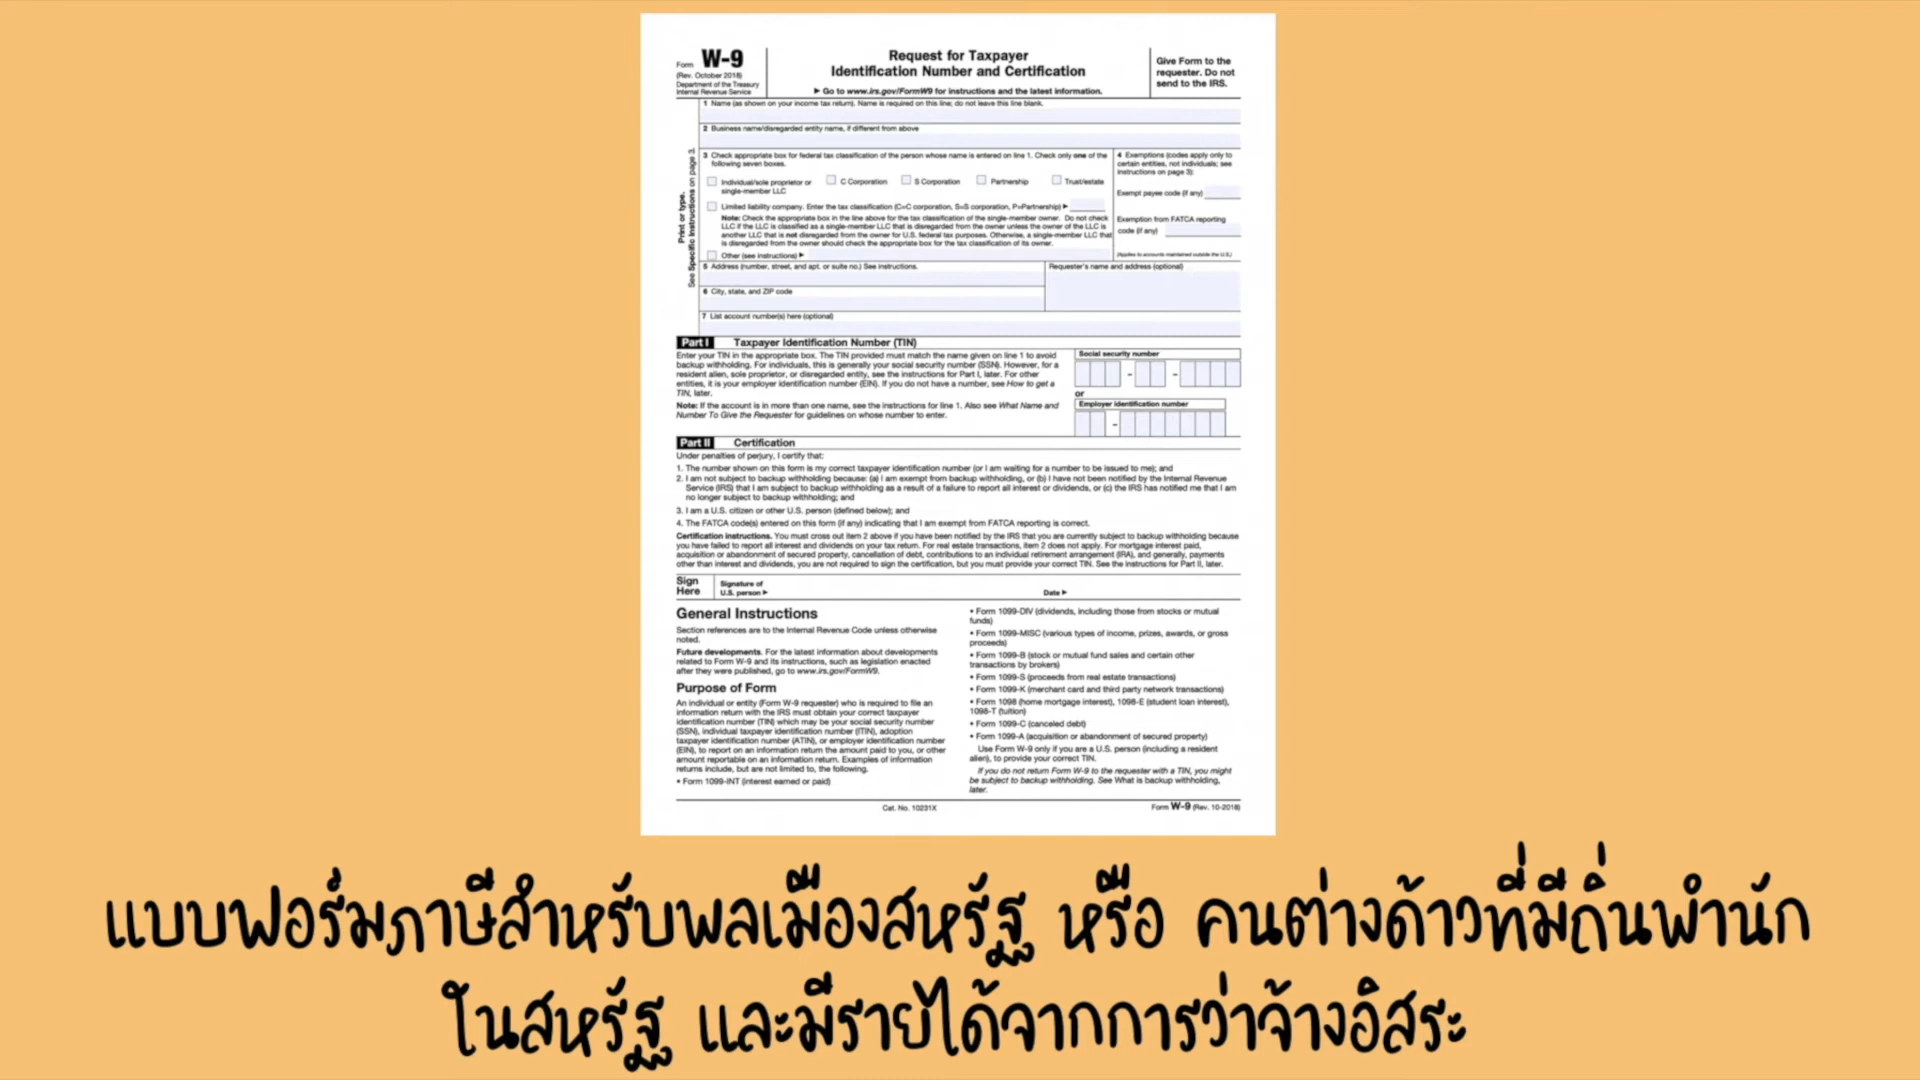 Form W-9
(Rev. October 2018)
Department of the Treasury
Internal Revenue Service
Request for Taxpayer
Identification Number and Certification
▶ Go to www.irs.gov/FormW9 for instructions and the latest information.
Give Form to the
requester. Do not
send to the IRS.
Print or type.
See Specific Instructions on page 3.
1 Name (as shown on your income tax return). Name is required on this line; do not leave this line blank.
2 Business name/disregarded entity name, if different from above
3 Check appropriate box for federal tax classification of the person whose name is entered on line 1. Check only one of the
following seven boxes.
Individual/sole proprietor or
single-member LLC
C Corporation
S Corporation
Partnership
Trust/estate
Limited liability company. Enter the tax classification (C=C corporation, S=S corporation, P=Partnership) ▶
Note: Check the appropriate box in the line above for the tax classification of the single-member owner. Do not check
LLC if the LLC is classified as a single-member LLC that is disregarded from the owner unless the owner of the LLC is
another LLC that is not disregarded from the owner for U.S. federal tax purposes. Otherwise, a single-member LLC that
is disregarded from the owner should check the appropriate box for the tax classification of its owner.
Other (see instructions) ▶
4 Exemptions (codes apply only to
certain entities, not individuals; see
instructions on page 3):
Exempt payee code (if any)
Exemption from FATCA reporting
code (if any)
(Applies to accounts maintained outside the U.S.)
5 Address (number, street, and apt. or suite no.) See instructions.
Requester's name and address (optional)
6 City, state, and ZIP code
7 List account number(s) here (optional)
Part I Taxpayer Identification Number (TIN)
Enter your TIN in the appropriate box. The TIN provided must match the name given on line 1 to avoid
backup withholding. For individuals, this is generally your social security number (SSN). However, for a
resident alien, sole proprietor, or disregarded entity, see the instructions for Part I, later. For other
entities, it is your employer identification number (EIN). If you do not have a number, see How to get a
TIN, later.
Note: If the account is in more than one name, see the instructions for line 1. Also see What Name and
Number To Give the Requester for guidelines on whose number to enter.
Social security number
– –
or
Employer identification number
–
Part II Certification
Under penalties of perjury, I certify that:
1. The number shown on this form is my correct taxpayer identification number (or I am waiting for a number to be issued to me); and
2. I am not subject to backup withholding because: (a) I am exempt from backup withholding, or (b) I have not been notified by the Internal Revenue
Service (IRS) that I am subject to backup withholding as a result of a failure to report all interest or dividends, or (c) the IRS has notified me that I am
no longer subject to backup withholding; and
3. I am a U.S. citizen or other U.S. person (defined below); and
4. The FATCA code(s) entered on this form (if any) indicating that I am exempt from FATCA reporting is correct.
Certification instructions. You must cross out item 2 above if you have been notified by the IRS that you are currently subject to backup withholding because
you have failed to report all interest and dividends on your tax return. For real estate transactions, item 2 does not apply. For mortgage interest paid,
acquisition or abandonment of secured property, cancellation of debt, contributions to an individual retirement arrangement (IRA), and generally, payments
other than interest and dividends, you are not required to sign the certification, but you must provide your correct TIN. See the instructions for Part II, later.
Sign
Here
Signature of
U.S. person ▶
Date ▶
General Instructions
Section references are to the Internal Revenue Code unless otherwise
noted.
Future developments. For the latest information about developments
related to Form W-9 and its instructions, such as legislation enacted
after they were published, go to www.irs.gov/FormW9.
Purpose of Form
An individual or entity (Form W-9 requester) who is required to file an
information return with the IRS must obtain your correct taxpayer
identification number (TIN) which may be your social security number
(SSN), individual taxpayer identification number (ITIN), adoption
taxpayer identification number (ATIN), or employer identification number
(EIN), to report on an information return the amount paid to you, or other
amount reportable on an information return. Examples of information
returns include, but are not limited to, the following.
• Form 1099-INT (interest earned or paid)
• Form 1099-DIV (dividends, including those from stocks or mutual
funds)
• Form 1099-MISC (various types of income, prizes, awards, or gross
proceeds)
• Form 1099-B (stock or mutual fund sales and certain other
transactions by brokers)
• Form 1099-S (proceeds from real estate transactions)
• Form 1099-K (merchant card and third party network transactions)
• Form 1098 (home mortgage interest), 1098-E (student loan interest),
1098-T (tuition)
• Form 1099-C (canceled debt)
• Form 1099-A (acquisition or abandonment of secured property)
Use Form W-9 only if you are a U.S. person (including a resident
alien), to provide your correct TIN.
If you do not return Form W-9 to the requester with a TIN, you might
be subject to backup withholding. See What is backup withholding,
later.
Cat. No. 10231X
Form W-9 (Rev. 10-2018)
แบบฟอร์มภาษีสำหรับพลเมืองสหรัฐ หรือ คนต่างด้าวที่มีถิ่นพำนัก
ในสหรัฐ และมีรายได้จากการว่าจ้างอิสระ